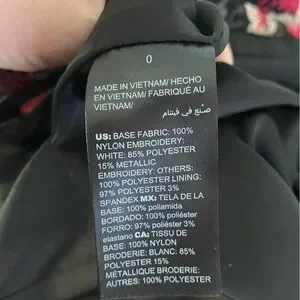 0
MADE IN VIETNAM/ HECHO
EN VIETNAM/ FABRIQUÉ AU
VIETNAM/
صنع في فيتنام
US: BASE FABRIC: 100%
NYLON EMBROIDERY:
WHITE: 85% POLYESTER
15% METALLIC
EMBROIDERY: OTHERS:
100% POLYESTER LINING:
97% POLYESTER 3%
SPANDEX MX: TELA DE LA
BASE: 100% poliamida
BORDADO: 100% poliéster
FORRO: 97% poliéster 3%
elastano CA: TISSU DE
BASE: 100% NYLON
BRODERIE: BLANC: 85%
POLYESTER 15%
MÉTALLIQUE BRODERIE:
AUTRES: 100% POLYESTER